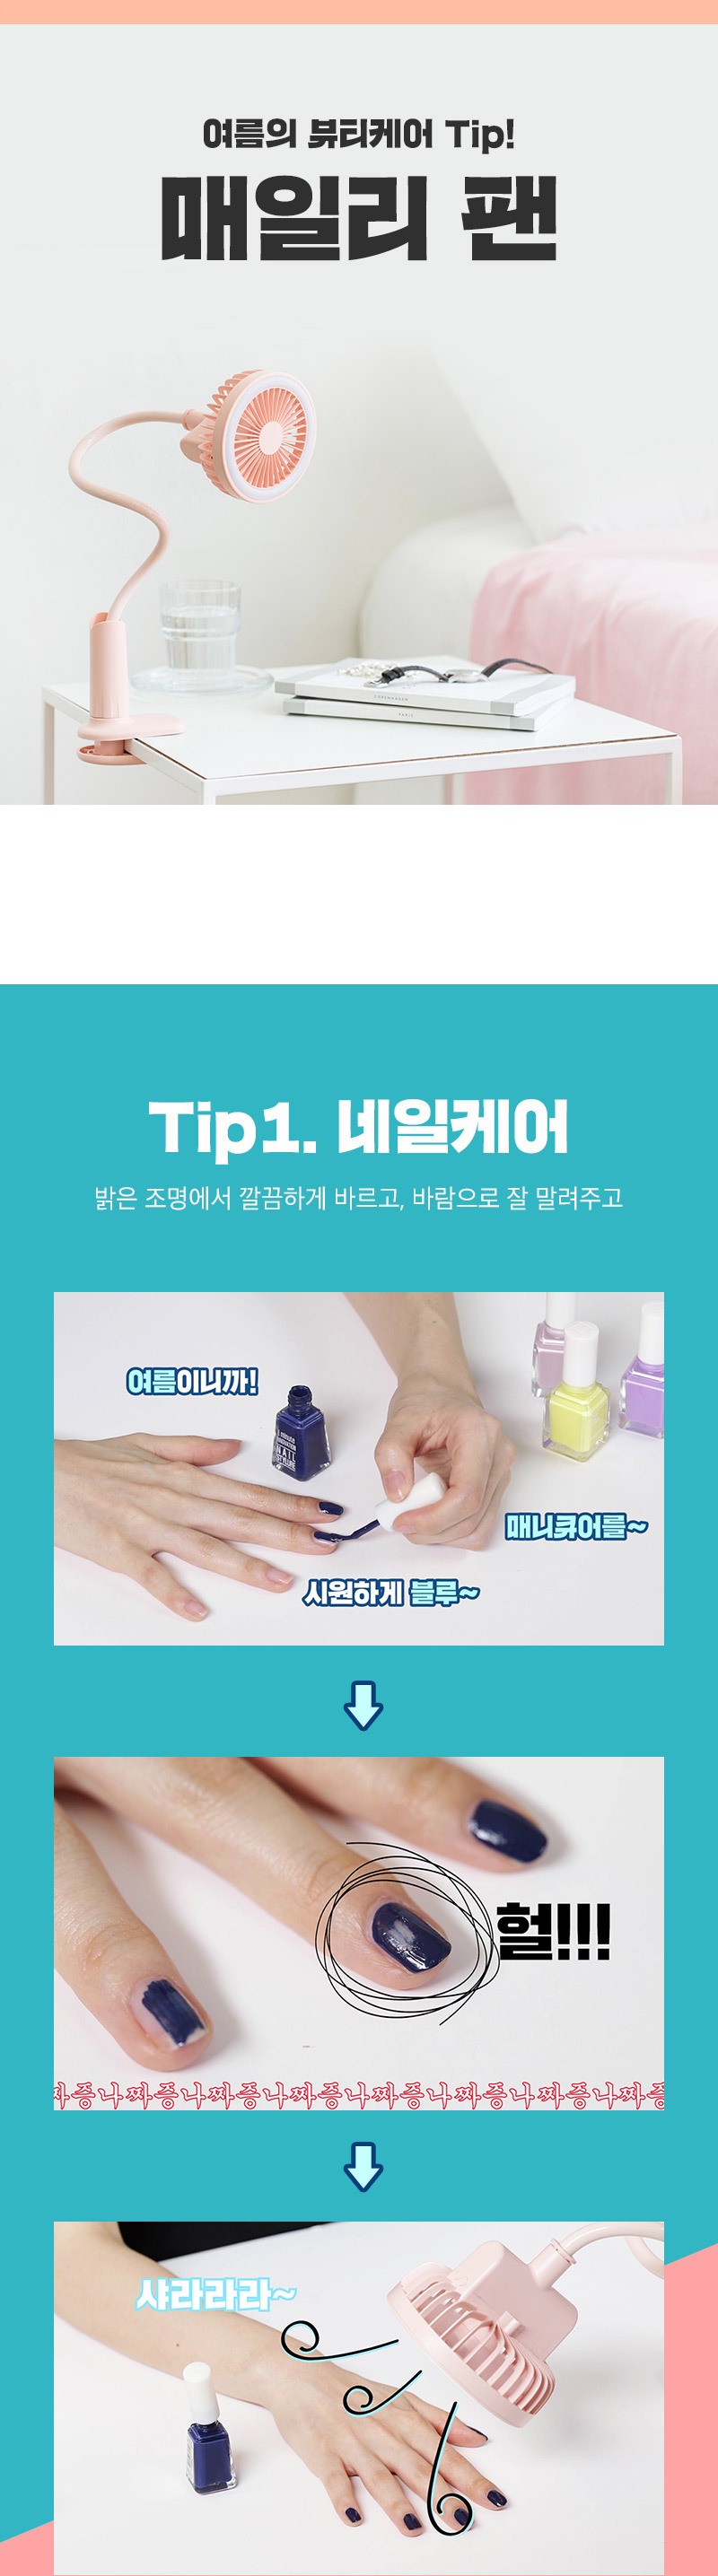 여름의 뷰티케어 Tip!
매일리 팬
COPENHAGEN
PARIS
Tip1. 네일케어
밝은 조명에서 깔끔하게 바르고, 바람으로 잘 말려주고
여름이니까!
매니큐어를~
시원하게 블루~
헐!!!
짜증나짜증나짜증나짜증나짜증나짜증나짜증나짜증
샤라라라~